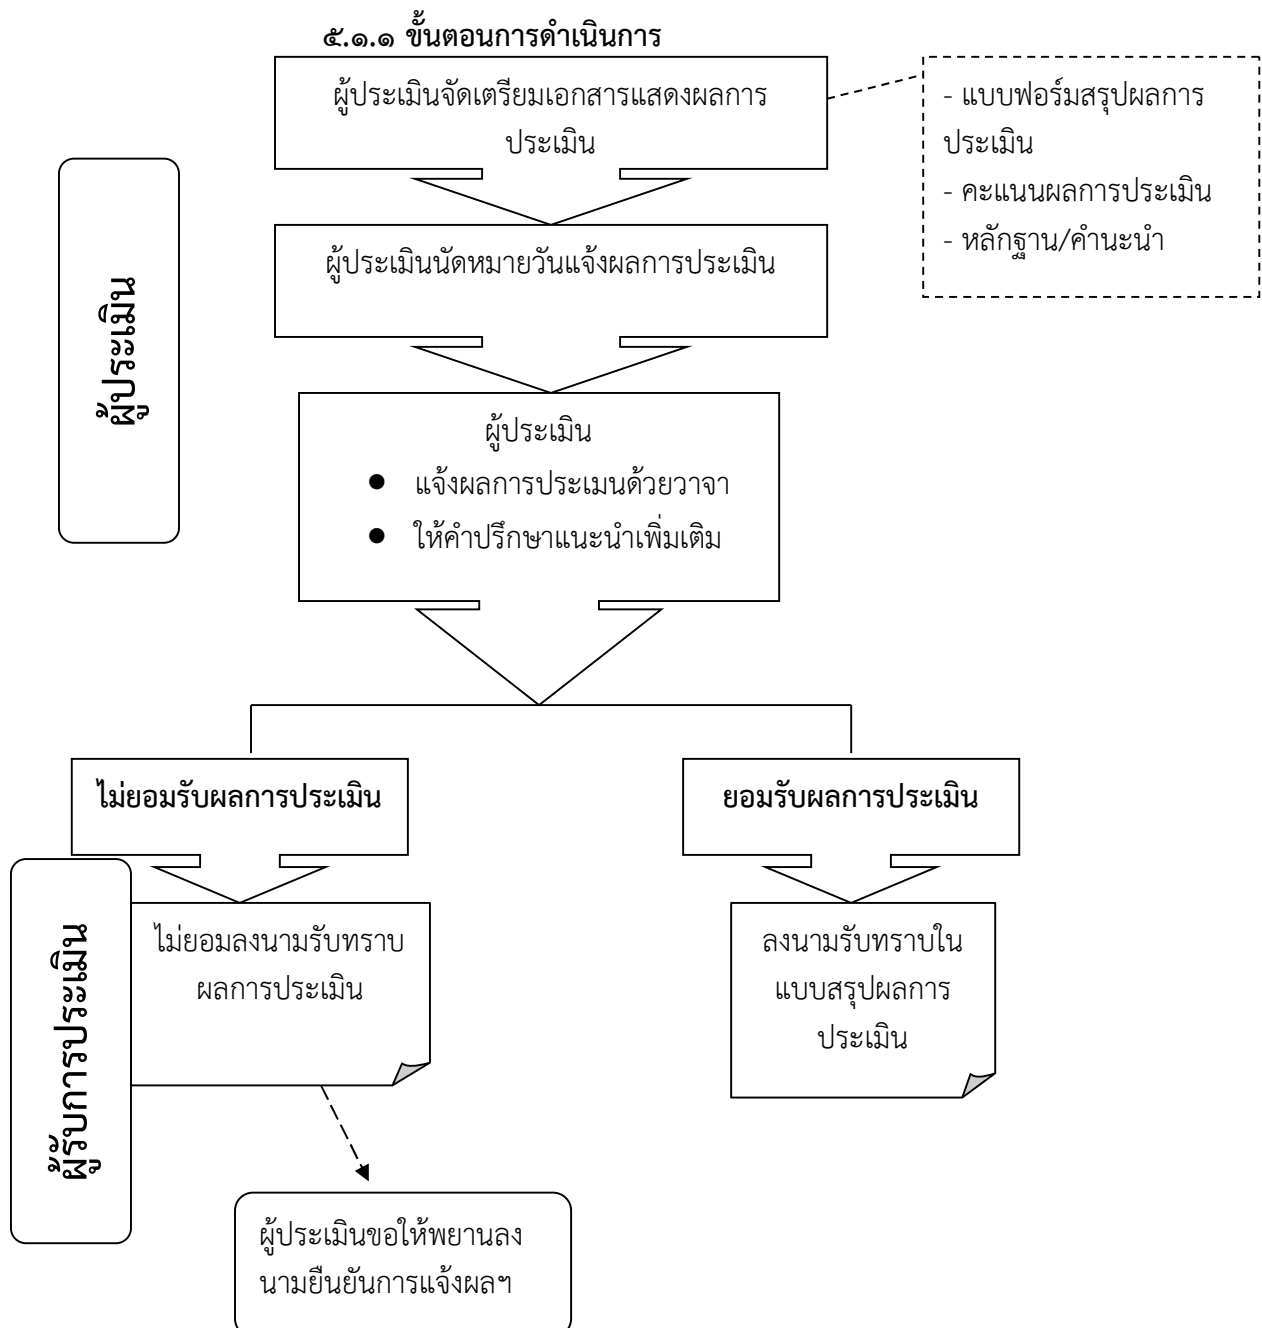 ๕.๑.๑ ขั้นตอนการดำเนินการ
ผู้ประเมินจัดเตรียมเอกสารแสดงผลการ
ประเมิน
- แบบฟอร์มสรุปผลการ
ประเมิน
- คะแนนผลการประเมิน
- หลักฐาน/คำนะนำ
ผู้ประเมิน
ผู้ประเมินนัดหมายวันแจ้งผลการประเมิน
ผู้ประเมิน
● แจ้งผลการประเมนด้วยวาจา
● ให้คำปรึกษาแนะนำเพิ่มเติม
ไม่ยอมรับผลการประเมิน
ยอมรับผลการประเมิน
ผู้รับการประเมิน
ไม่ยอมลงนามรับทราบ
ผลการประเมิน
ลงนามรับทราบใน
แบบสรุปผลการ
ประเมิน
ผู้ประเมินขอให้พยานลง
นามยืนยันการแจ้งผลฯ